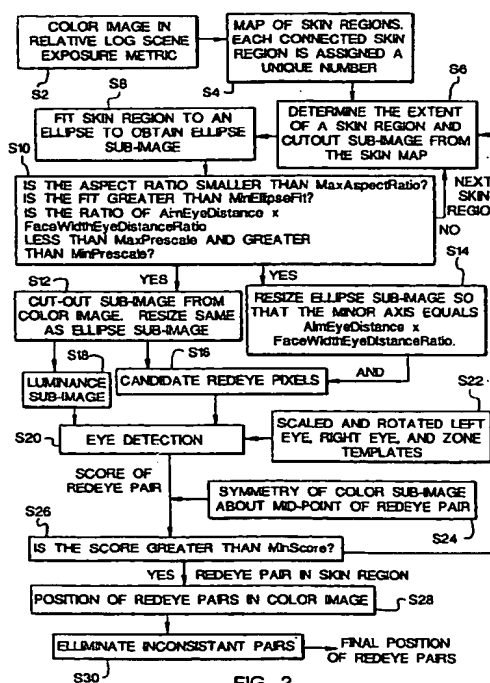 COLOR IMAGE IN
RELATIVE LOG SCENE
EXPOSURE METRIC
S2
MAP OF SKIN REGIONS.
EACH CONNECTED SKIN
REGION IS ASSIGNED A
UNIQUE NUMBER
S4
S6
S8
FIT SKIN REGION TO AN
ELLIPSE TO OBTAIN ELLIPSE
SUB-IMAGE
DETERMINE THE EXTENT
OF A SKIN REGION AND
CUTOUT SUB-IMAGE FROM
THE SKIN MAP
S10
IS THE ASPECT RATIO SMALLER THAN MaxAspectRatio?
IS THE FIT GREATER THAN MinEllipseFit?
IS THE RATIO OF AimEyeDistance x
FaceWidthEyeDistanceRatio
LESS THAN MaxPrescale AND GREATER
THAN MinPrescale?
NEXT
SKIN
REGION
NO
S12
YES
YES
S14
CUT-OUT SUB-IMAGE FROM
COLOR IMAGE. RESIZE SAME
AS ELLIPSE SUB-IMAGE
RESIZE ELLIPSE SUB-IMAGE SO
THAT THE MINOR AXIS EQUALS
AimEyeDistance x
FaceWidthEyeDistanceRatio.
S18
S16
LUMINANCE
SUB-IMAGE
CANDIDATE REDEYE PIXELS
AND
S22
S20
EYE DETECTION
SCALED AND ROTATED LEFT
EYE, RIGHT EYE, AND ZONE
TEMPLATES
SCORE OF
REDEYE PAIR
SYMMETRY OF COLOR SUB-IMAGE
ABOUT MID-POINT OF REDEYE PAIR
S24
S26
IS THE SCORE GREATER THAN MinScore?
YES
REDEYE PAIR IN SKIN REGION
POSITION OF REDEYE PAIRS IN COLOR IMAGE
S28
ELLIMINATE INCONSISTANT PAIRS
FINAL POSITION
OF REDEYE PAIRS
S30
FIG. 2